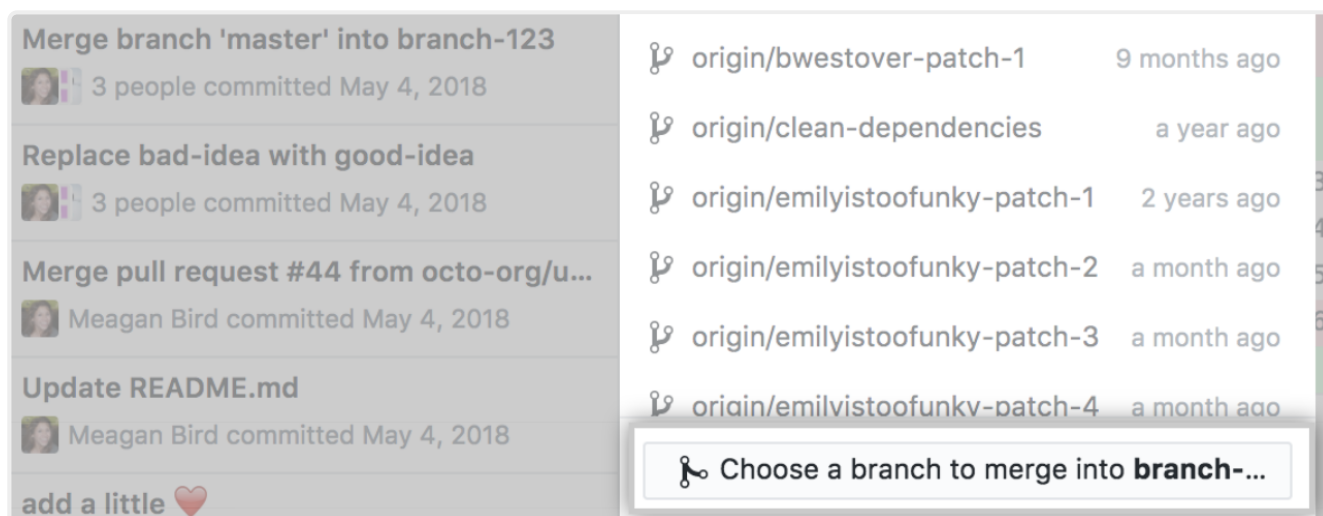 Merge branch 'master' into branch-123
3 people committed May 4, 2018
Replace bad-idea with good-idea
3 people committed May 4, 2018
Merge pull request #44 from octo-org/u...
Meagan Bird committed May 4, 2018
Update README.md
Meagan Bird committed May 4, 2018
add a little ❤️
origin/bwestover-patch-1 9 months ago
origin/clean-dependencies a year ago
origin/emilyistoofunky-patch-1 2 years ago
origin/emilyistoofunky-patch-2 a month ago
origin/emilyistoofunky-patch-3 a month ago
origin/emilyistoofunky-patch-4 a month ago
Choose a branch to merge into branch-...